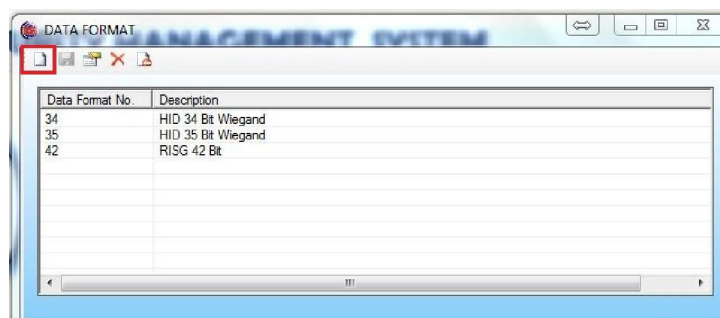 DATA FORMAT
MANAGEMENT SYSTEM
Data Format No. Description
34 HID 34 Bit Wiegand
35 HID 35 Bit Wiegand
42 RISG 42 Bit